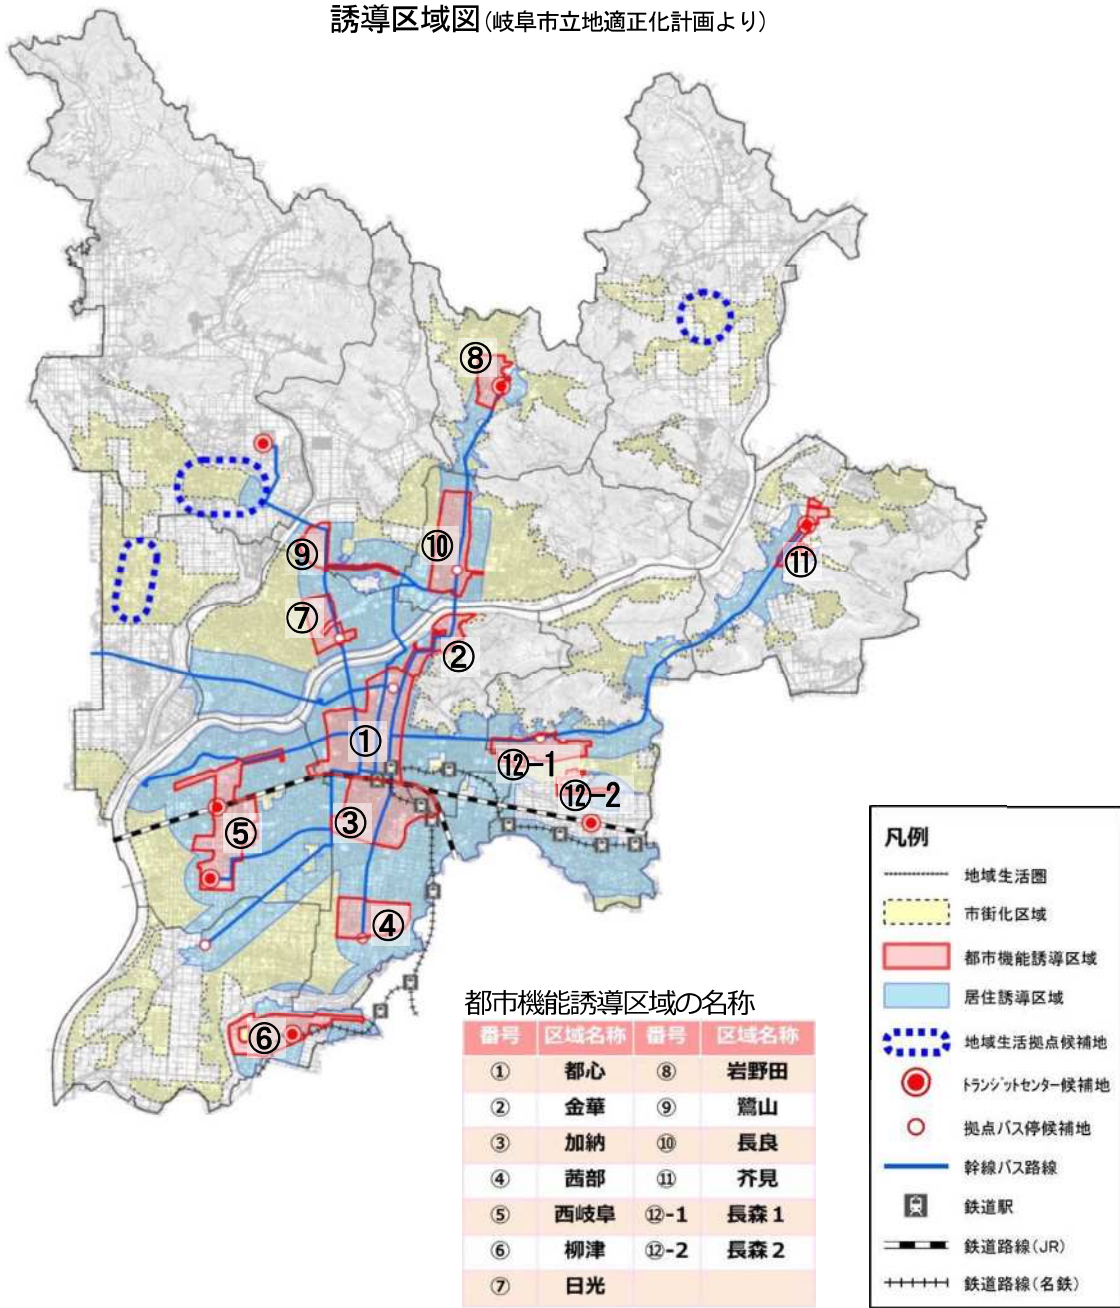 誘導区域図(岐阜市立地適正化計画より)
⑧
⑨
⑩
⑪
⑦
②
①
⑫-1
⑫-2
③
⑤
④
⑥
都市機能誘導区域の名称
番号 区域名称 番号 区域名称
① 都心 ⑧ 岩野田
② 金華 ⑨ 鷺山
③ 加納 ⑩ 長良
④ 茜部 ⑪ 芥見
⑤ 西岐阜 ⑫-1 長森1
⑥ 柳津 ⑫-2 長森2
⑦ 日光
凡例
地域生活圏
市街化区域
都市機能誘導区域
居住誘導区域
地域生活拠点候補地
トランジットセンター候補地
拠点バス停候補地
幹線バス路線
鉄道駅
鉄道路線(JR)
鉄道路線(名鉄)